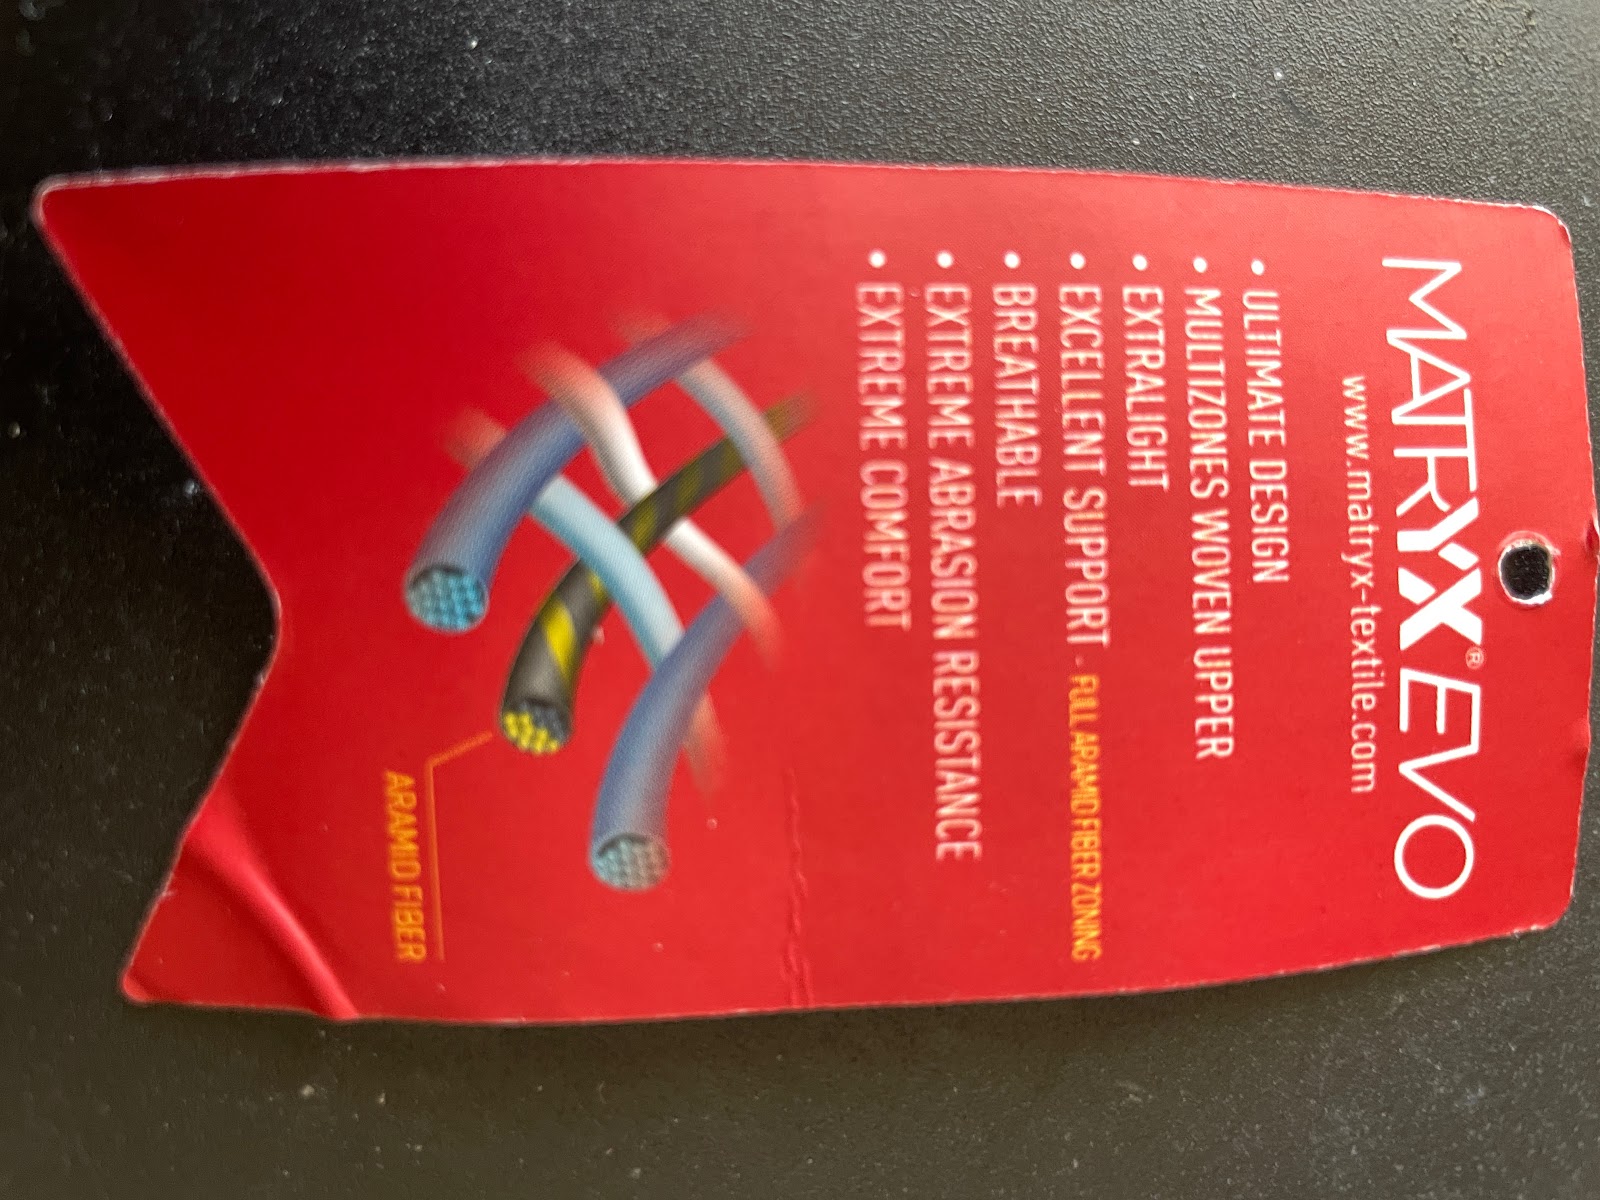 MATRYX® EVO
www.matryx-textile.com
• ULTIMATE DESIGN
• MULTIZONES WOVEN UPPER
• EXTRALIGHT
• EXCELLENT SUPPORT - FULL ARAMID FIBER ZONING
• BREATHABLE
• EXTREME ABRASION RESISTANCE
• EXTREME COMFORT
ARAMID FIBER